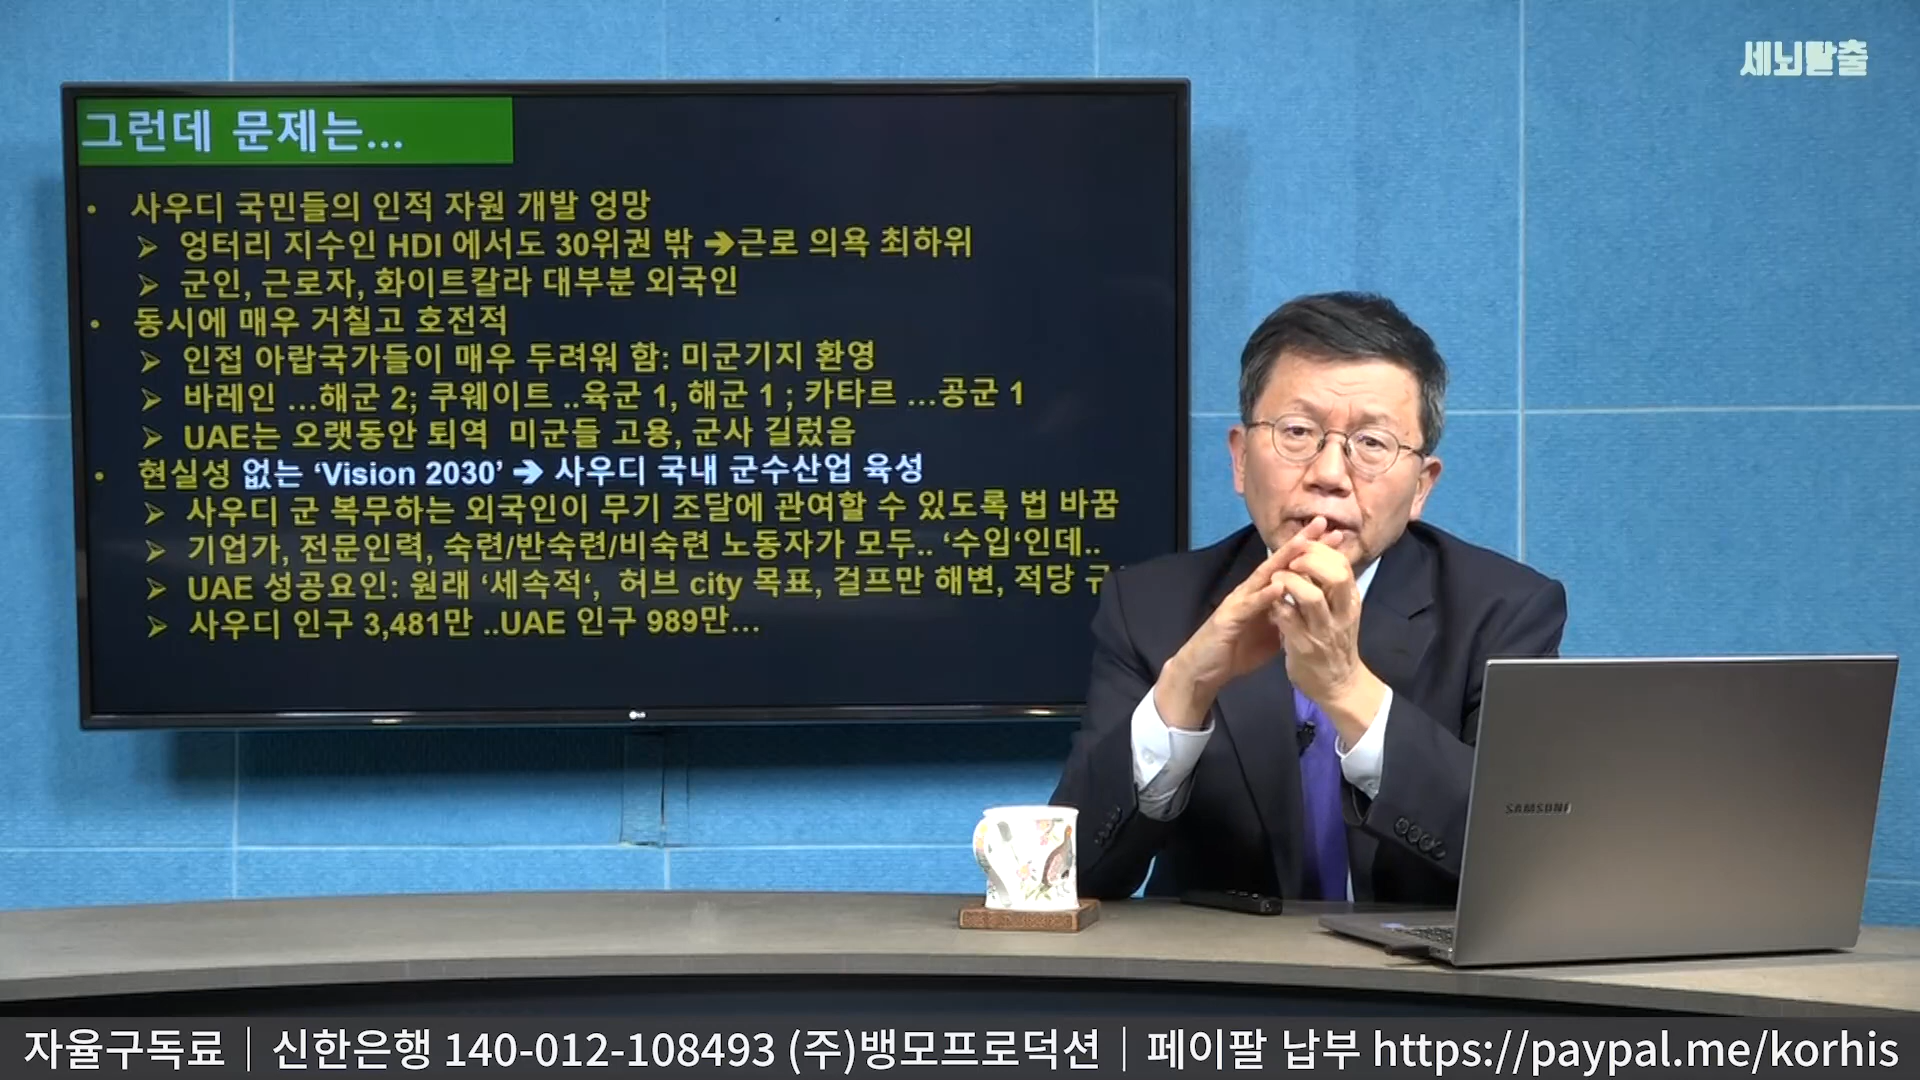 세뇌탈출
그런데 문제는...
• 사우디 국민들의 인적 자원 개발 엉망
➢ 엉터리 지수인 HDI 에서도 30위권 밖 ➔근로 의욕 최하위
➢ 군인, 근로자, 화이트칼라 대부분 외국인
• 동시에 매우 거칠고 호전적
➢ 인접 아랍국가들이 매우 두려워 함: 미군기지 환영
➢ 바레인 …해군 2; 쿠웨이트 ..육군 1, 해군 1 ; 카타르 …공군 1
➢ UAE는 오랫동안 퇴역 미군들 고용, 군사 길렀음
• 현실성 없는 ‘Vision 2030’ ➔ 사우디 국내 군수산업 육성
➢ 사우디 군 복무하는 외국인이 무기 조달에 관여할 수 있도록 법 바꿈
➢ 기업가, 전문인력, 숙련/반숙련/비숙련 노동자가 모두.. ‘수입‘인데..
➢ UAE 성공요인: 원래 ‘세속적‘, 허브 city 목표, 걸프만 해변, 적당
➢ 사우디 인구 3,481만 ..UAE 인구 989만…
LG
SAMSUNG
자율구독료｜신한은행 140-012-108493 (주)뱅모프로덕션｜페이팔 납부 https://paypal.me/korhis